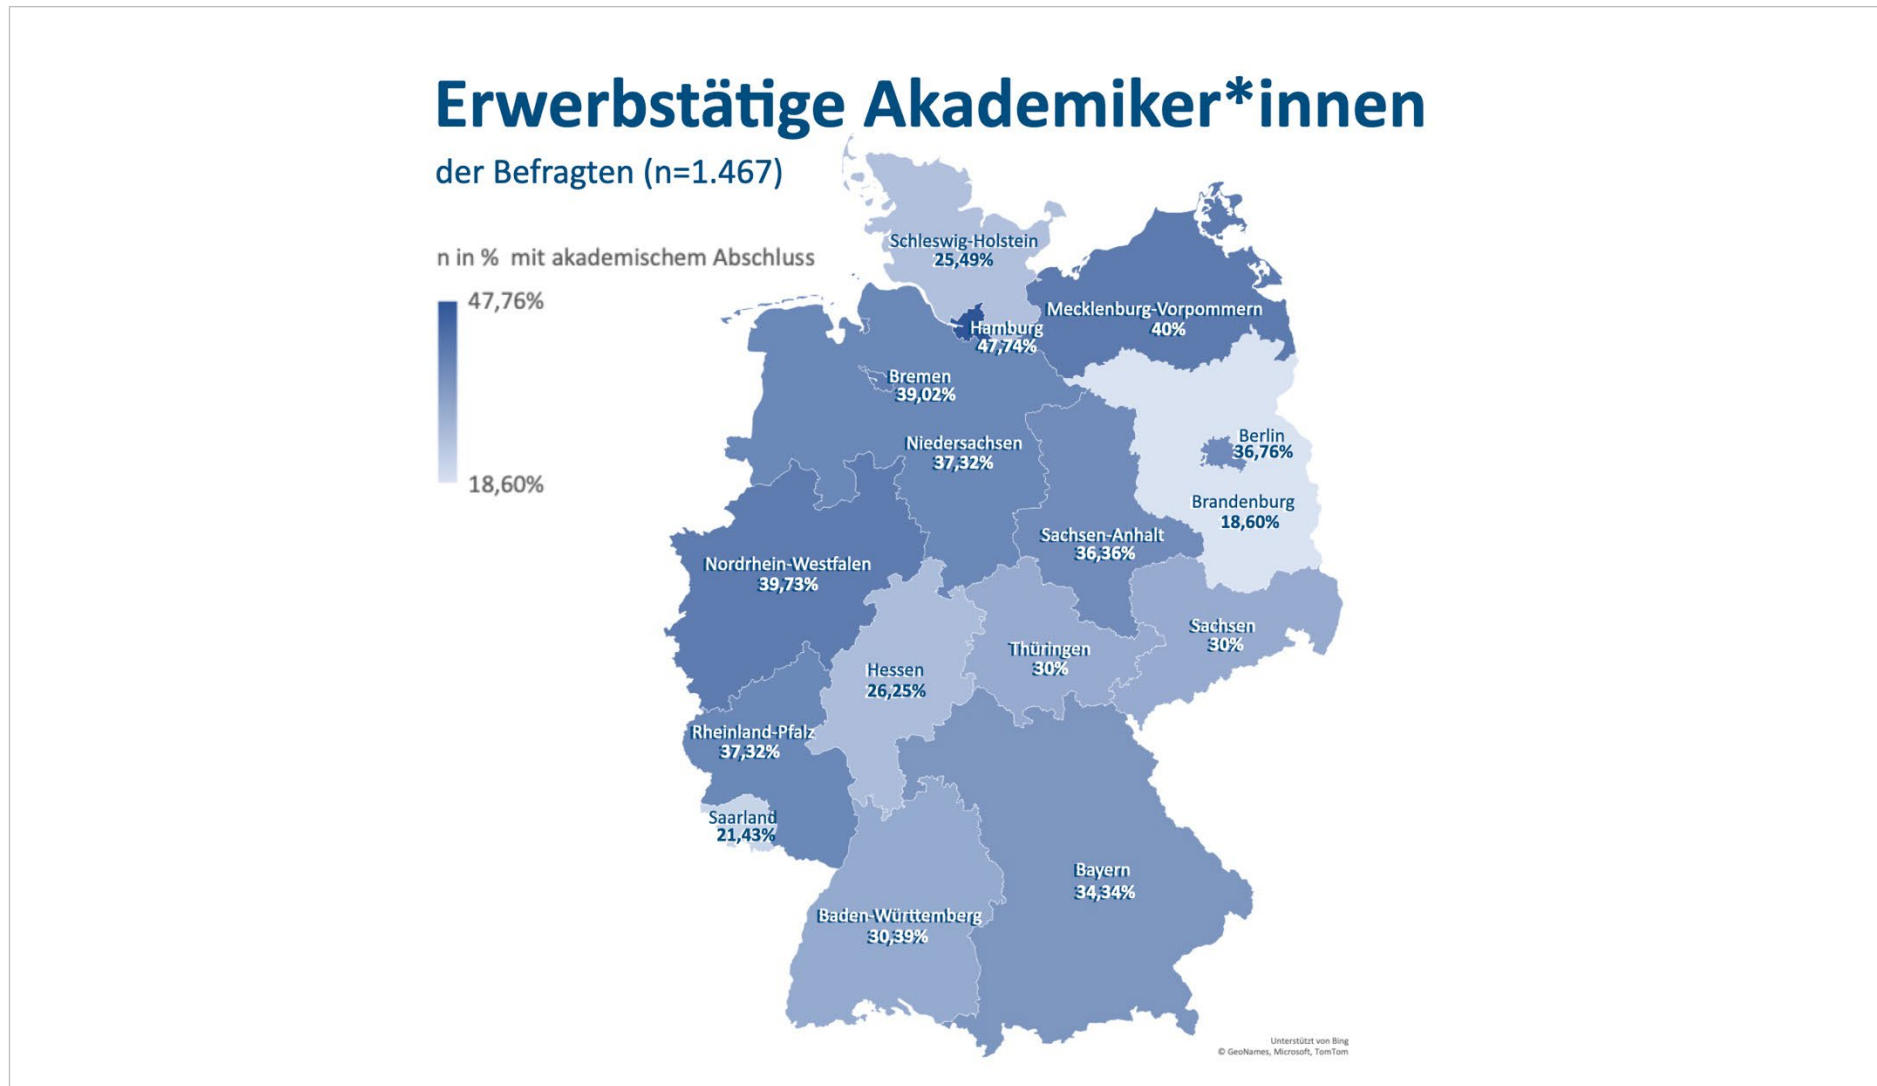 Erwerbstätige Akademiker*innen
der Befragten (n=1.467)
n in % mit akademischem Abschluss
47,76%
18,60%
Schleswig-Holstein
25,49%
Mecklenburg-Vorpommern
40%
Hamburg
47,74%
Bremen
39,02%
Niedersachsen
37,32%
Berlin
36,76%
Brandenburg
18,60%
Sachsen-Anhalt
36,36%
Nordrhein-Westfalen
39,73%
Sachsen
30%
Thüringen
30%
Hessen
26,25%
Rheinland-Pfalz
37,32%
Saarland
21,43%
Bayern
34,34%
Baden-Württemberg
30,39%
Unterstützt von Bing
© GeoNames, Microsoft, TomTom